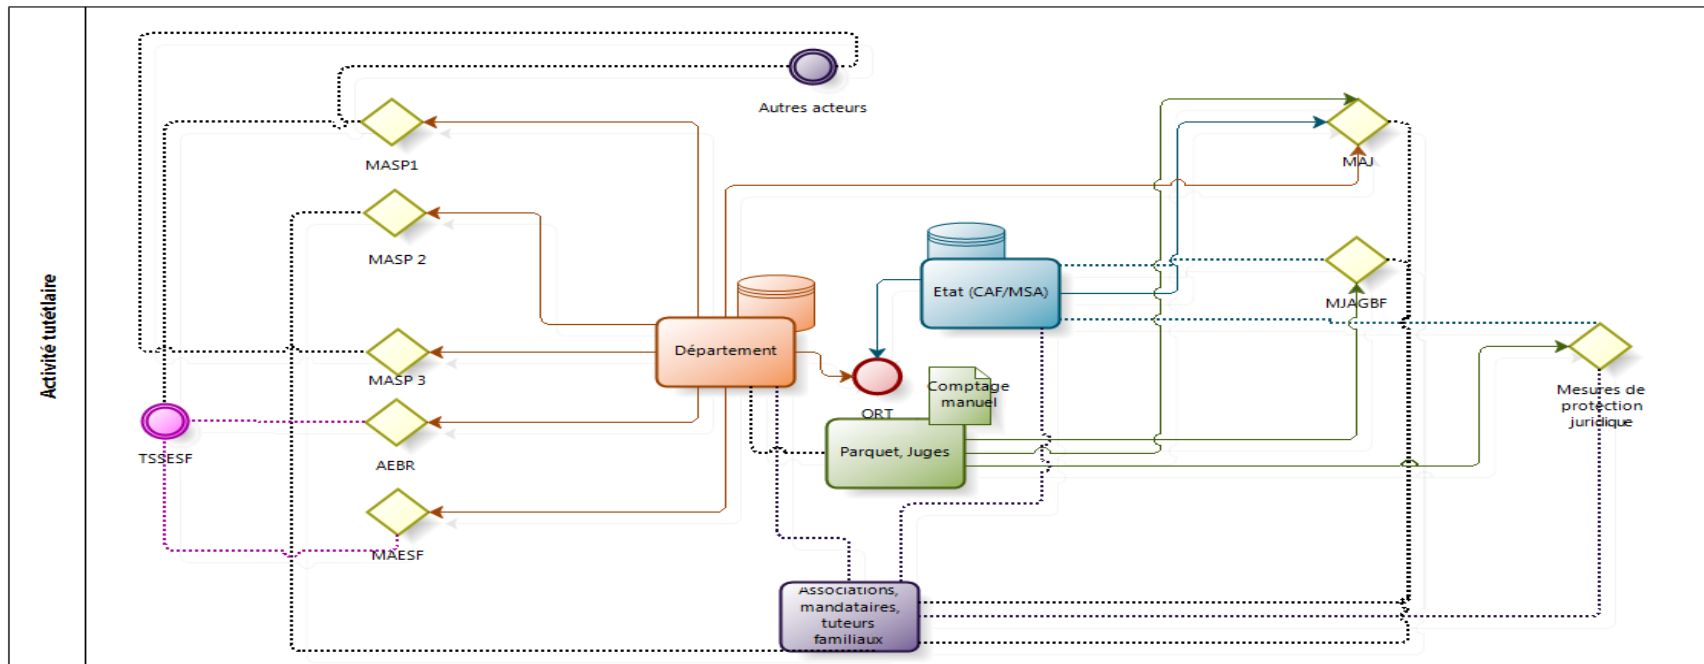 Activité tutétlaire
Autres acteurs
MASP1
MAJ
MASP 2
Etat (CAF/MSA)
MJAGBF
Département
MASP 3
ORT
Comptage
manuel
Mesures de
protection
juridique
TSSESF
AEBR
Parquet, Juges
MAESF
Associations,
mandataires,
tuteurs
familiaux